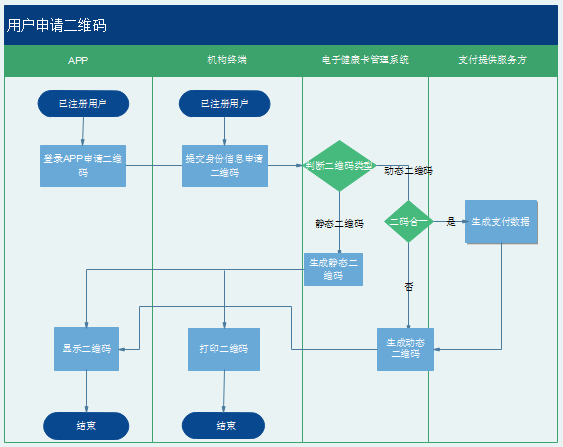 用户申请二维码
APP
机构终端
电子健康卡管理系统
支付提供服务方
已注册用户
已注册用户
登录APP申请二维
码
提交身份信息申请
二维码
判断二维码类型
动态二维码
静态二维码
二码合一
是
生成支付数据
生成静态二
维码
否
显示二维码
打印二维码
生成动态
二维码
结束
结束